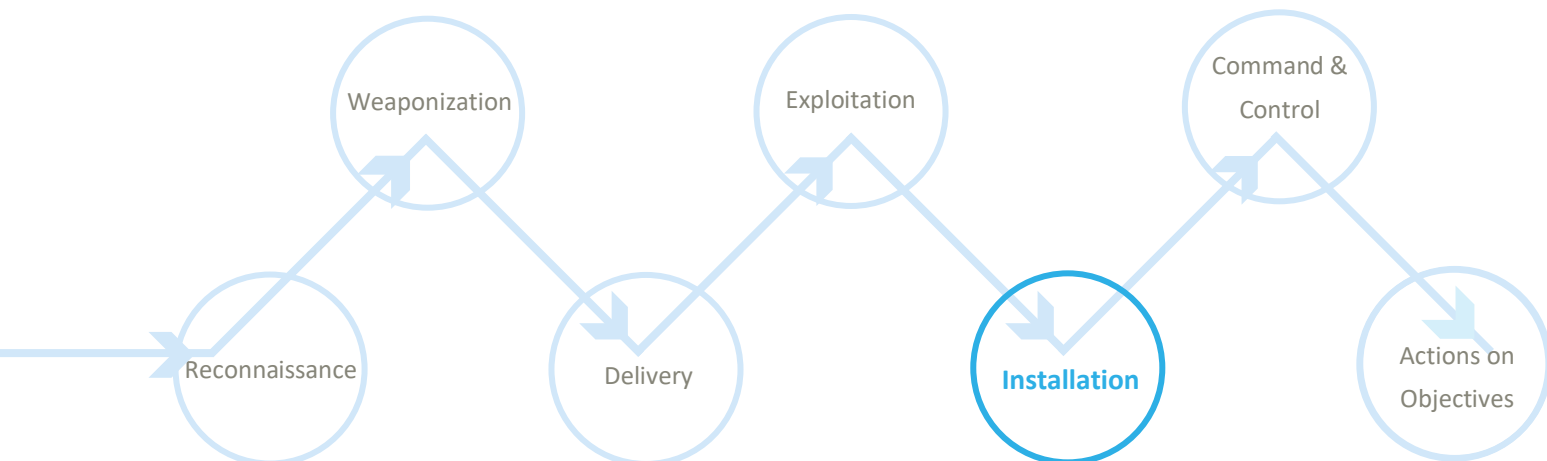 Reconnaissance
Weaponization
Delivery
Exploitation
Installation
Command &
Control
Actions on
Objectives